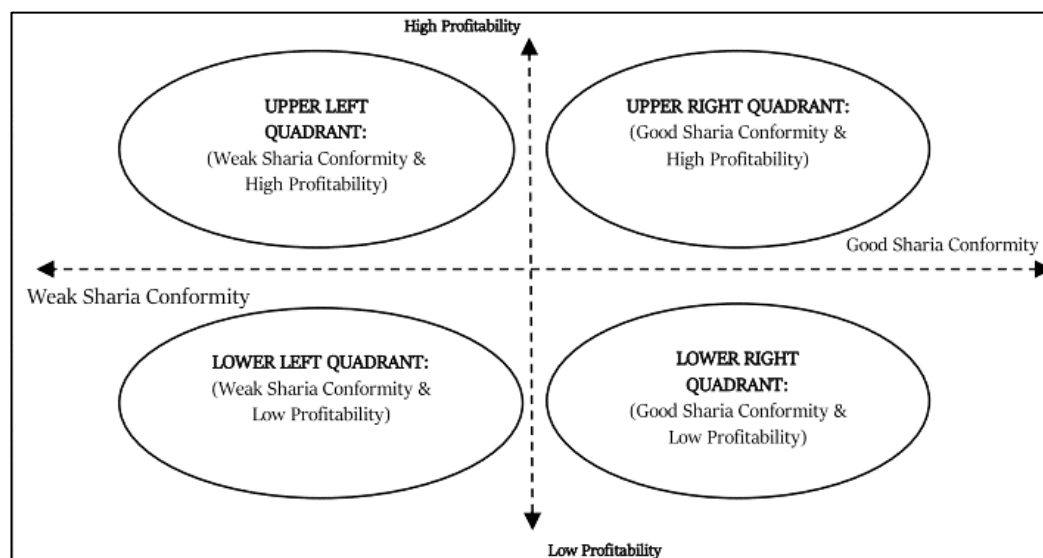 High Profitability
UPPER LEFT
QUADRANT:
(Weak Sharia Conformity &
High Profitability)
UPPER RIGHT QUADRANT:
(Good Sharia Conformity &
High Profitability)
Good Sharia Conformity
Weak Sharia Conformity
LOWER LEFT QUADRANT:
(Weak Sharia Conformity &
Low Profitability)
LOWER RIGHT
QUADRANT:
(Good Sharia Conformity &
Low Profitability)
Low Profitability